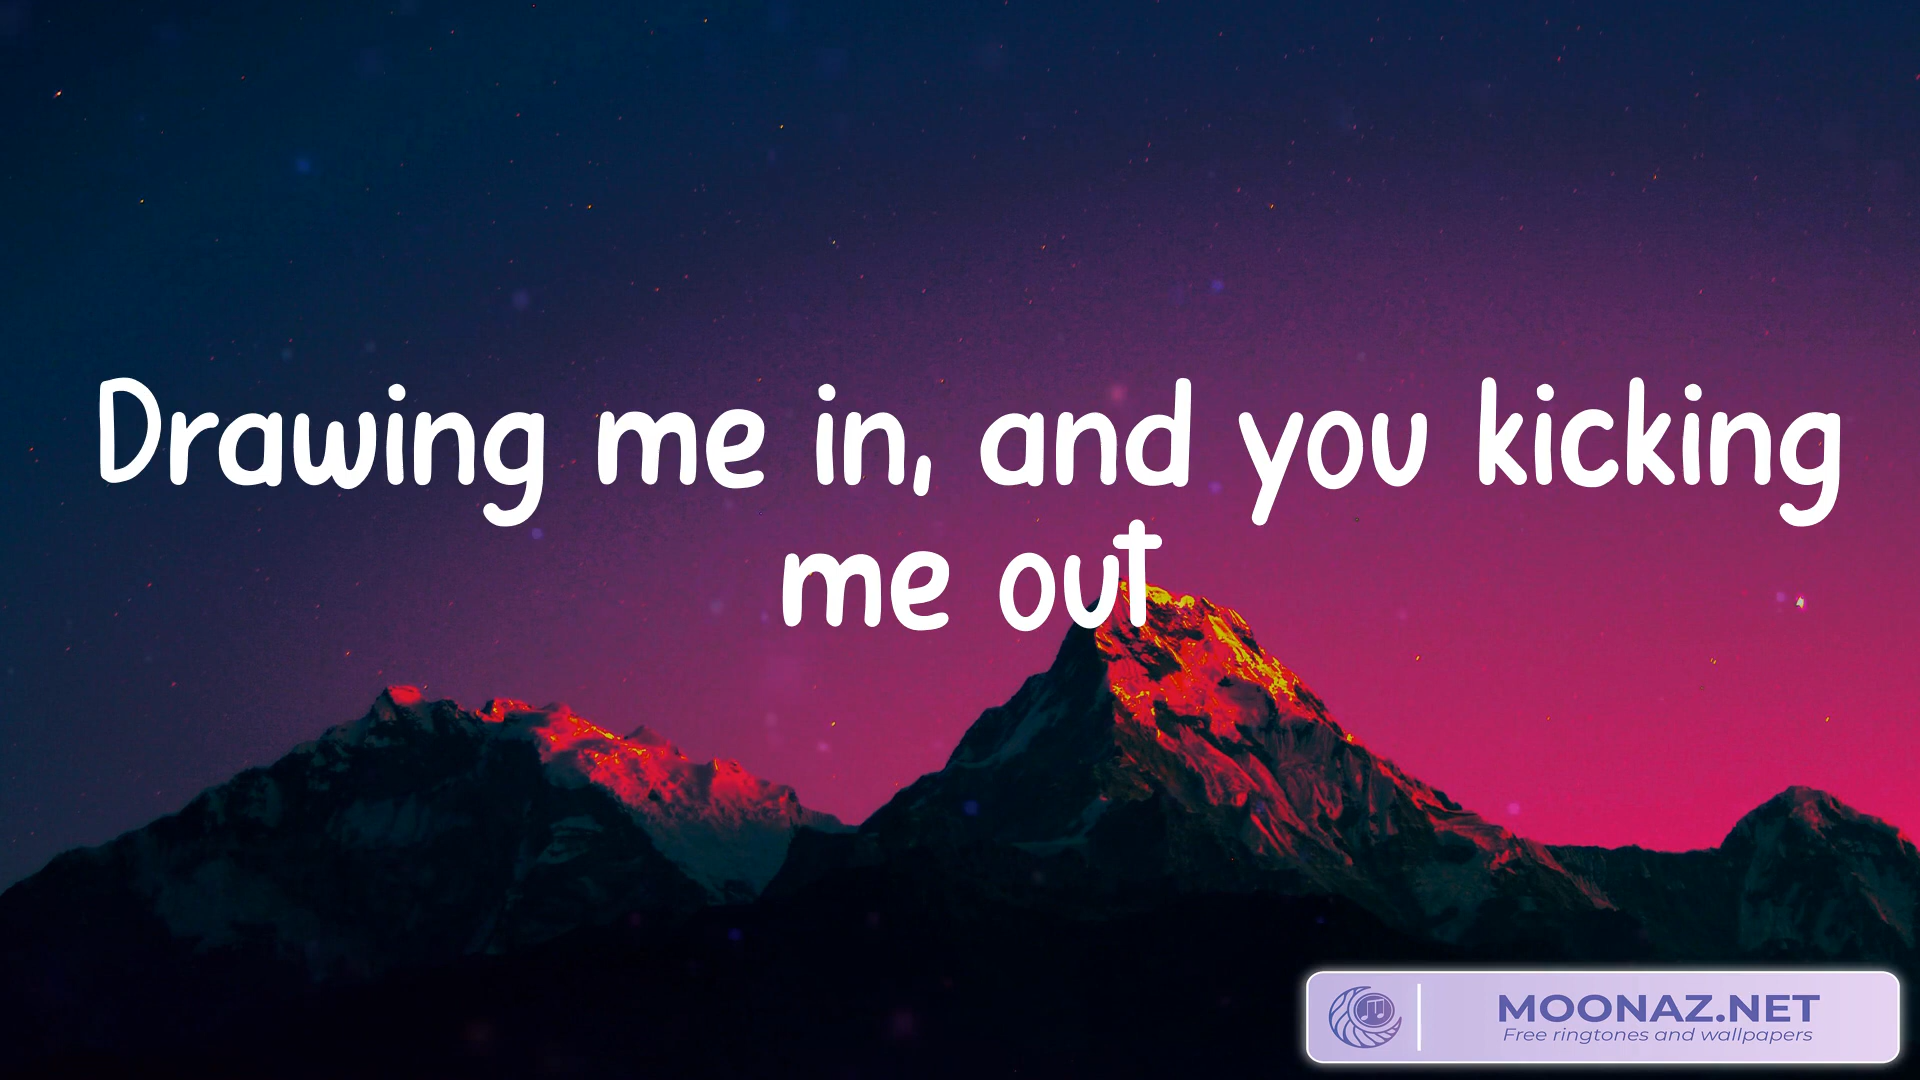 Drawing me in, and you kicking
me out
MOONAZ.NET
Free ringtones and wallpapers